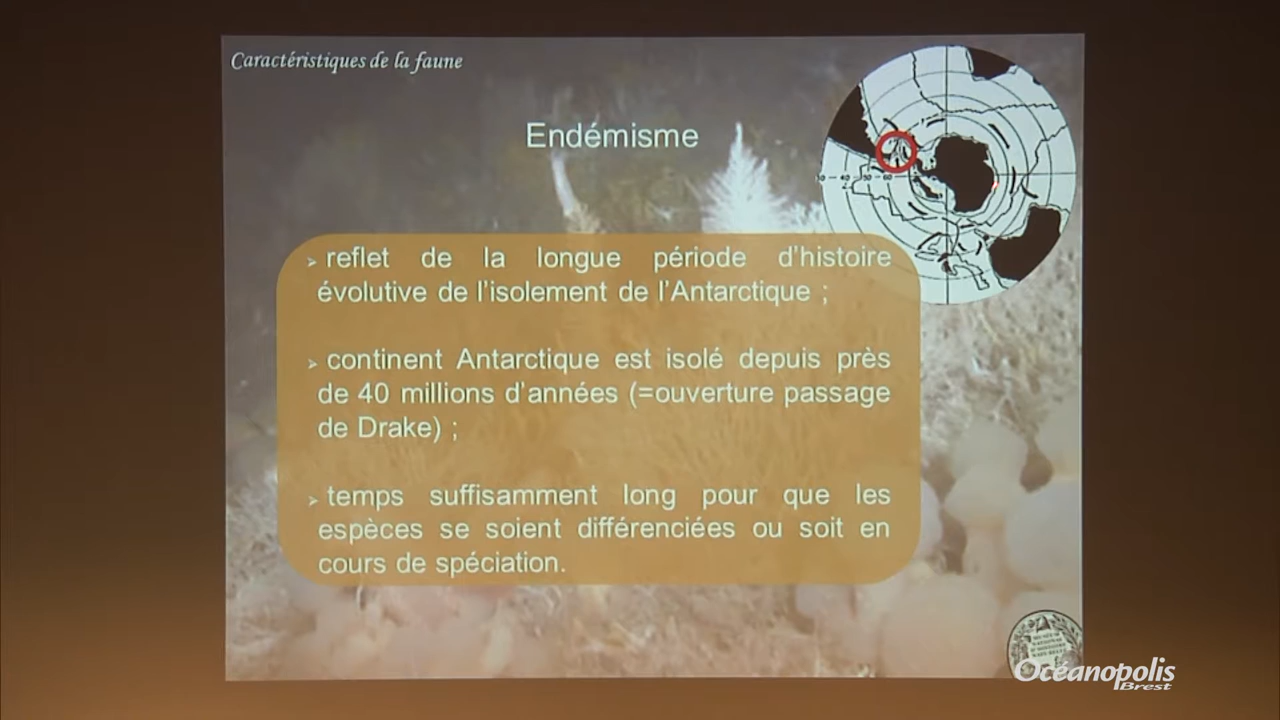 Caractéristiques de la faune
Endémisme
➢ reflet de la longue période d'histoire
évolutive de l'isolement de l'Antarctique ;
➢ continent Antarctique est isolé depuis près
de 40 millions d'années (=ouverture passage
de Drake) ;
➢ temps suffisamment long pour que les
espèces se soient différenciées ou soit en
cours de spéciation.
Océanopolis
Brest